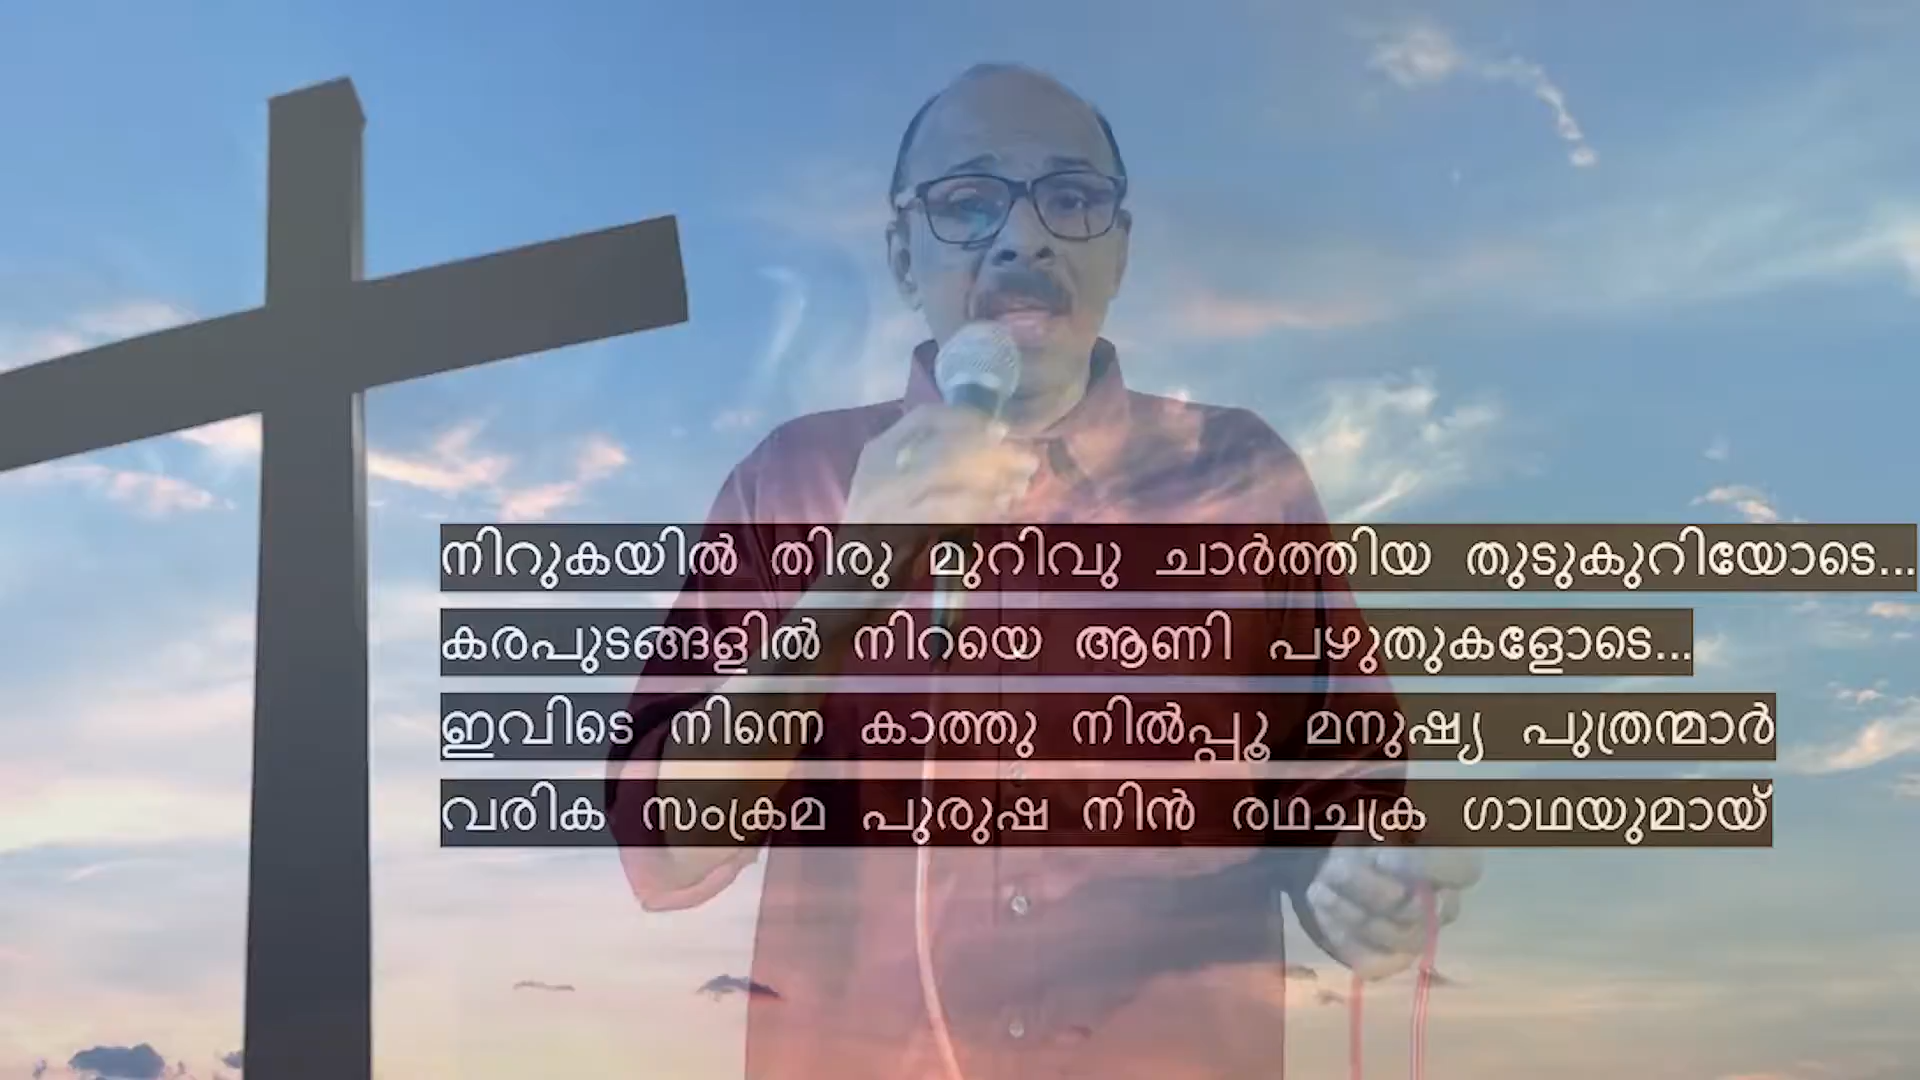 നിറുകയിൽ തിരു മുറിവു ചാർത്തിയ തുടുകുറിയോടെ...
കരപുടങ്ങളിൽ നിറയെ ആണി പഴുതുകളോടെ...
ഇവിടെ നിന്നെ കാത്തു നിൽപ്പൂ മനുഷ്യ പുത്രന്മാർ
വരിക സംക്രമ പുരുഷ നിൻ രഥചക്ര ഗാഥയുമായ്